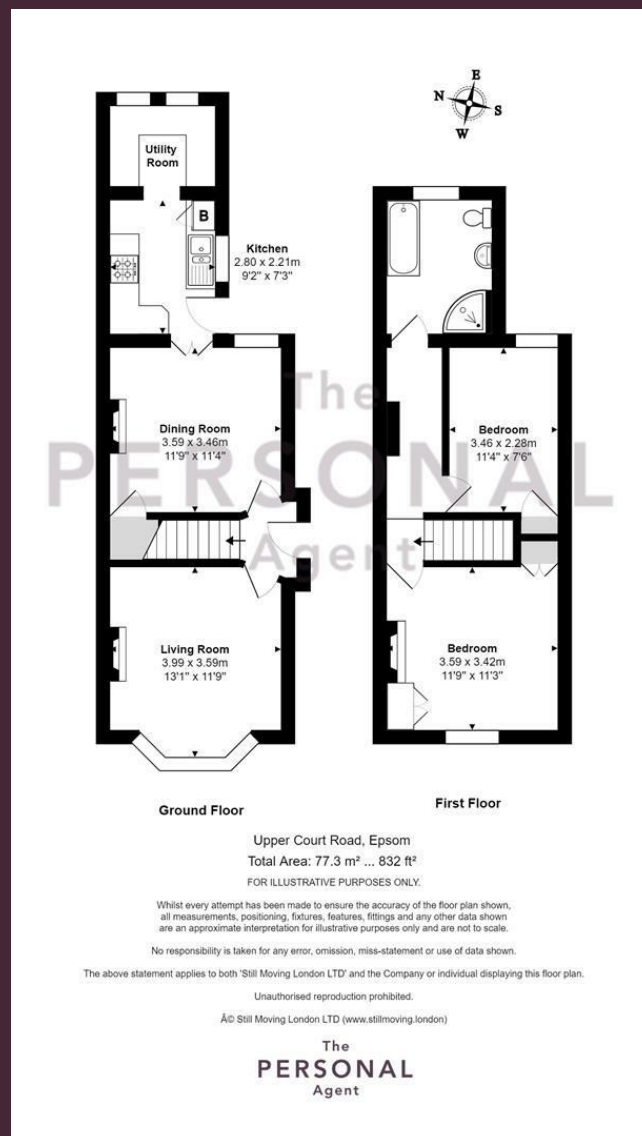 E
N
S
W
Utility
Room
B
Kitchen
2.80 x 2.21m
9'2" x 7'3"
Dining Room
3.59 x 3.46m
11'9" x 11'4"
Bedroom
3.46 x 2.28m
11'4" x 7'6"
The
PERSONAL
Agent
Living Room
3.99 x 3.59m
13'1" x 11'9"
Bedroom
3.59 x 3.42m
11'9" x 11'3"
Ground Floor
First Floor
Upper Court Road, Epsom
Total Area: 77.3 m² ... 832 ft²
FOR ILLUSTRATIVE PURPOSES ONLY.
Whilst every attempt has been made to ensure the accuracy of the floor plan shown,
all measurements, positioning, fixtures, features, fittings and any other data shown
are an approximate interpretation for illustrative purposes only and are not to scale.
No responsibility is taken for any error, omission, miss-statement or use of data shown.
The above statement applies to both 'Still Moving London LTD' and the Company or individual displaying this floor plan.
Unauthorised reproduction prohibited.
Â© Still Moving London LTD (www.stillmoving.london)
The
PERSONAL
Agent